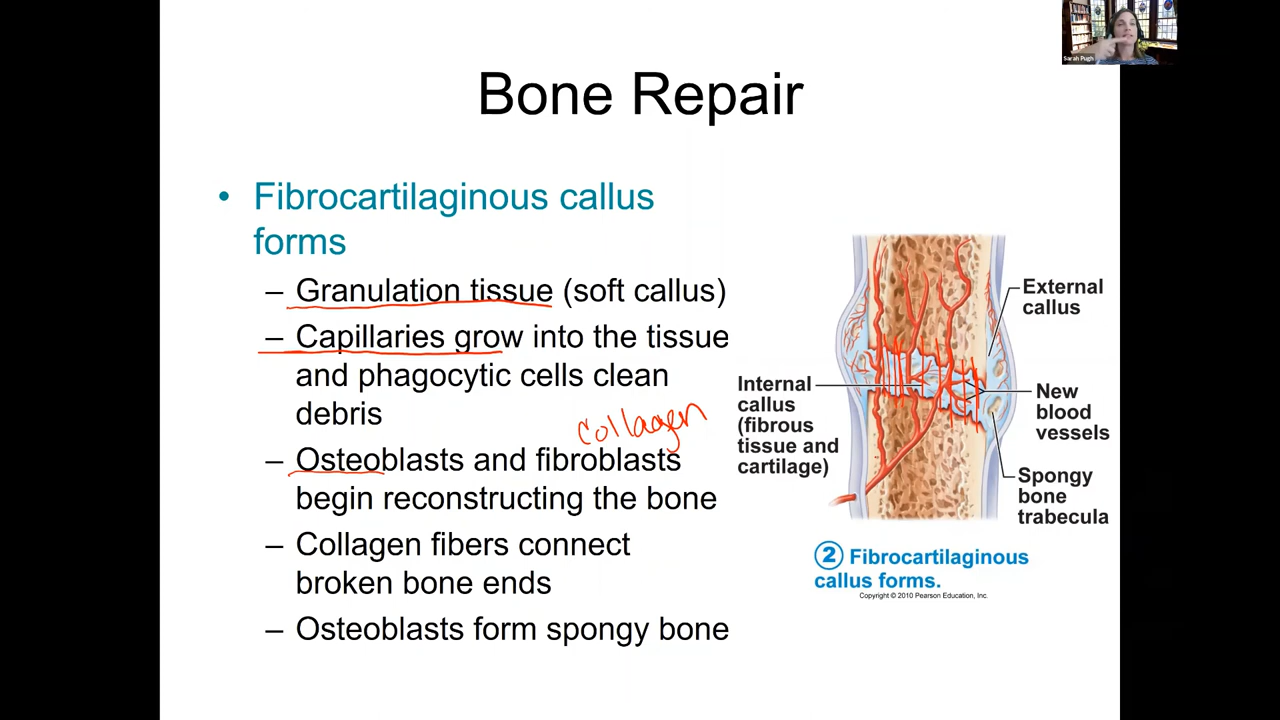 Sarah Pugh
Bone Repair
• Fibrocartilaginous callus
forms
– Granulation tissue (soft callus)
– Capillaries grow into the tissue
and phagocytic cells clean
debris
collagen
– Osteoblasts and fibroblasts
begin reconstructing the bone
– Collagen fibers connect
broken bone ends
– Osteoblasts form spongy bone
External
callus
Internal
callus
(fibrous
tissue and
cartilage)
New
blood
vessels
Spongy
bone
trabecula
2 Fibrocartilaginous
callus forms.
Copyright © 2010 Pearson Education, Inc.